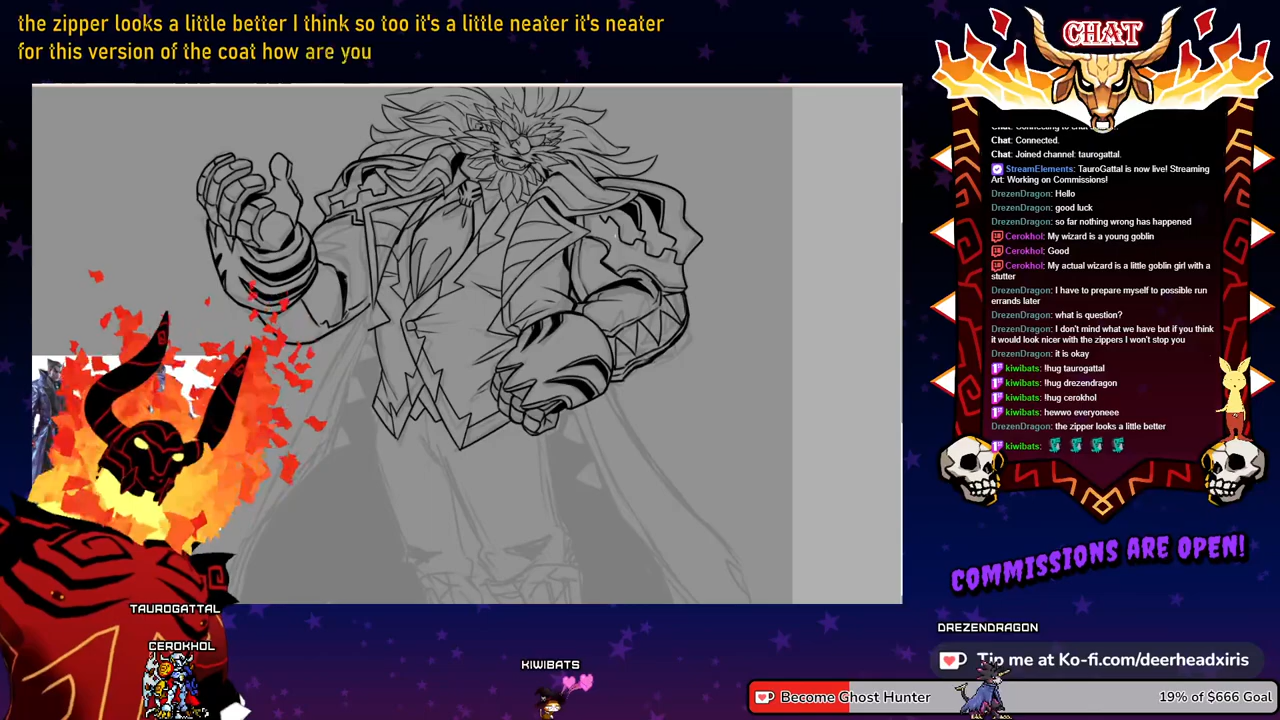 the zipper looks a little better I think so too it's a little neater it's neater
for this version of the coat how are you
CHAT
Chat: Connected.
Chat: Joined channel: taurogattal.
StreamElements: TauroGattal is now live! Streaming
Art: Working on Commissions!
DrezenDragon: Hello
DrezenDragon: good luck
DrezenDragon: so far nothing wrong has happened
Cerokhol: My wizard is a young goblin
Cerokhol: Good
Cerokhol: My actual wizard is a little goblin girl with a
stutter
DrezenDragon: I have to prepare myself to possible run
errands later
DrezenDragon: what is question?
DrezenDragon: I don't mind what we have but if you think
it would look nicer with the zippers I won't stop you
DrezenDragon: it is okay
kiwibats: !hug taurogattal
kiwibats: !hug drezendragon
kiwibats: !hug cerokhol
kiwibats: hewwo everyoneee
DrezenDragon: the zipper looks a little better
kiwibats:
COMMISSIONS ARE OPEN!
TAUROGATTAL
CEROKHOL
KIWIBATS
DREZENDRAGON
Tip me at Ko-fi.com/deerheadxiris
Become Ghost Hunter
19% of $666 Goal